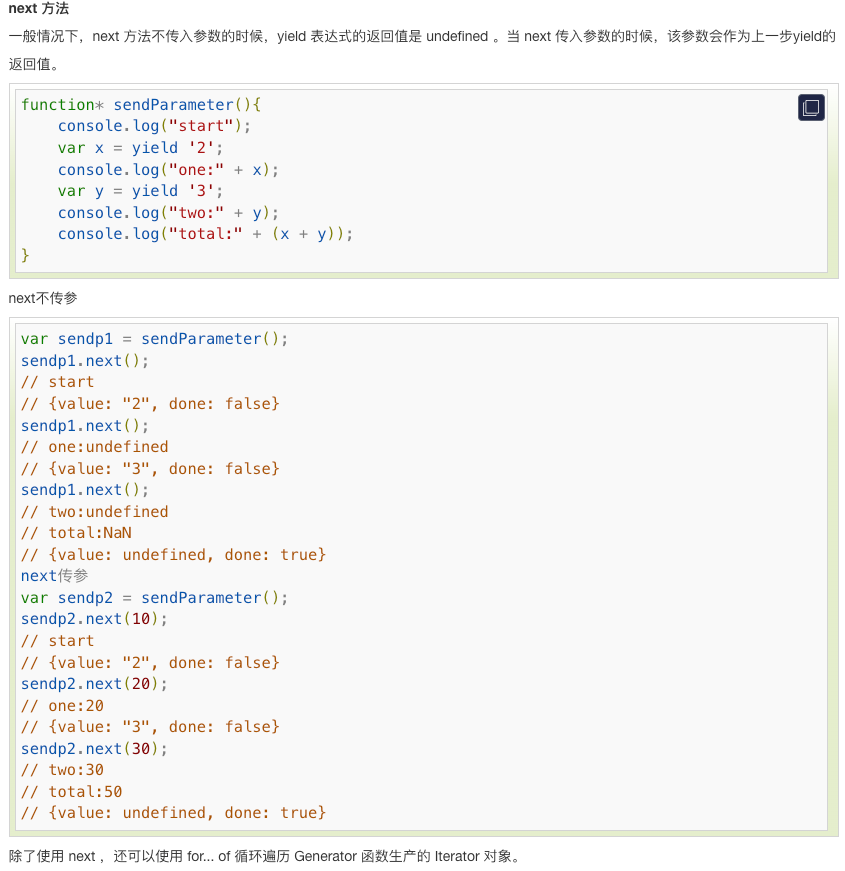 next 方法
一般情况下，next 方法不传入参数的时候，yield 表达式的返回值是 undefined 。当 next 传入参数的时候，该参数会作为上一步yield的
返回值。
function* sendParameter(){
    console.log("start");
    var x = yield '2';
    console.log("one:" + x);
    var y = yield '3';
    console.log("two:" + y);
    console.log("total:" + (x + y));
}
next不传参
var sendp1 = sendParameter();
sendp1.next();
// start
// {value: "2", done: false}
sendp1.next();
// one:undefined
// {value: "3", done: false}
sendp1.next();
// two:undefined
// total:NaN
// {value: undefined, done: true}
next传参
var sendp2 = sendParameter();
sendp2.next(10);
// start
// {value: "2", done: false}
sendp2.next(20);
// one:20
// {value: "3", done: false}
sendp2.next(30);
// two:30
// total:50
// {value: undefined, done: true}
除了使用 next ，还可以使用 for... of 循环遍历 Generator 函数生产的 Iterator 对象。